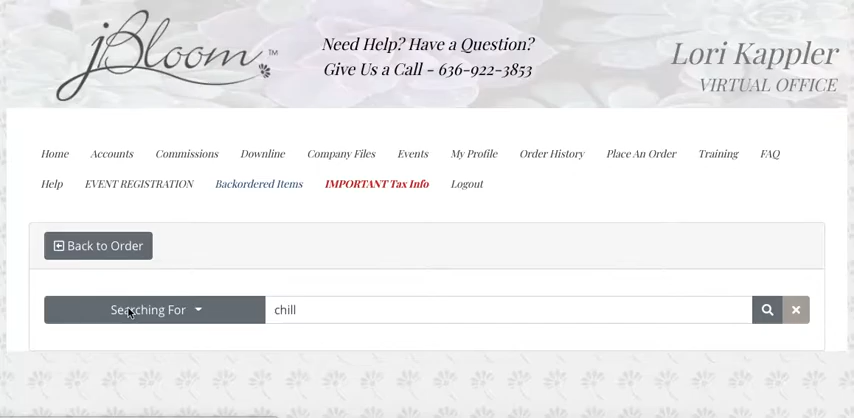 jBloom™
Need Help? Have a Question?
Give Us a Call - 636-922-3853
Lori Kappler
VIRTUAL OFFICE
Home Accounts Commissions Downline Company Files Events My Profile Order History Place An Order Training FAQ
Help EVENT REGISTRATION Backordered Items IMPORTANT Tax Info Logout
Back to Order
Searching For chill